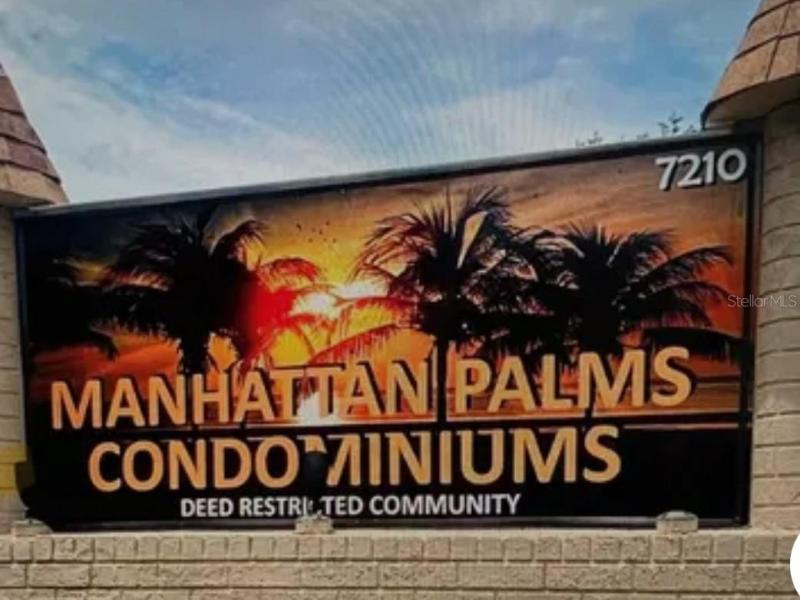 7210
StellarMLS
MANHATTAN PALMS
CONDOMINIUMS
DEED RESTRICTED COMMUNITY